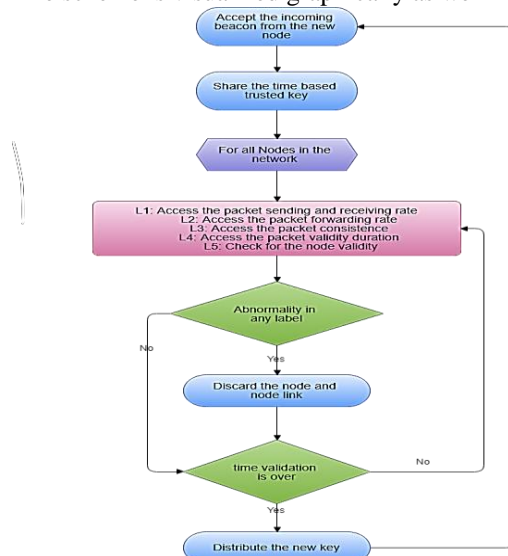 Accept the incoming
beacon from the new
node
Share the time based
trusted key
For all Nodes in the
network
L1: Access the packet sending and receiving rate
L2: Access the packet forwarding rate
L3: Access the packet consistence
L4: Access the packet validity duration
L5: Check for the node validity
Abnormality in
any label
No
Yes
Discard the node and
node link
time validation
is over
No
Yes
Distribute the new key